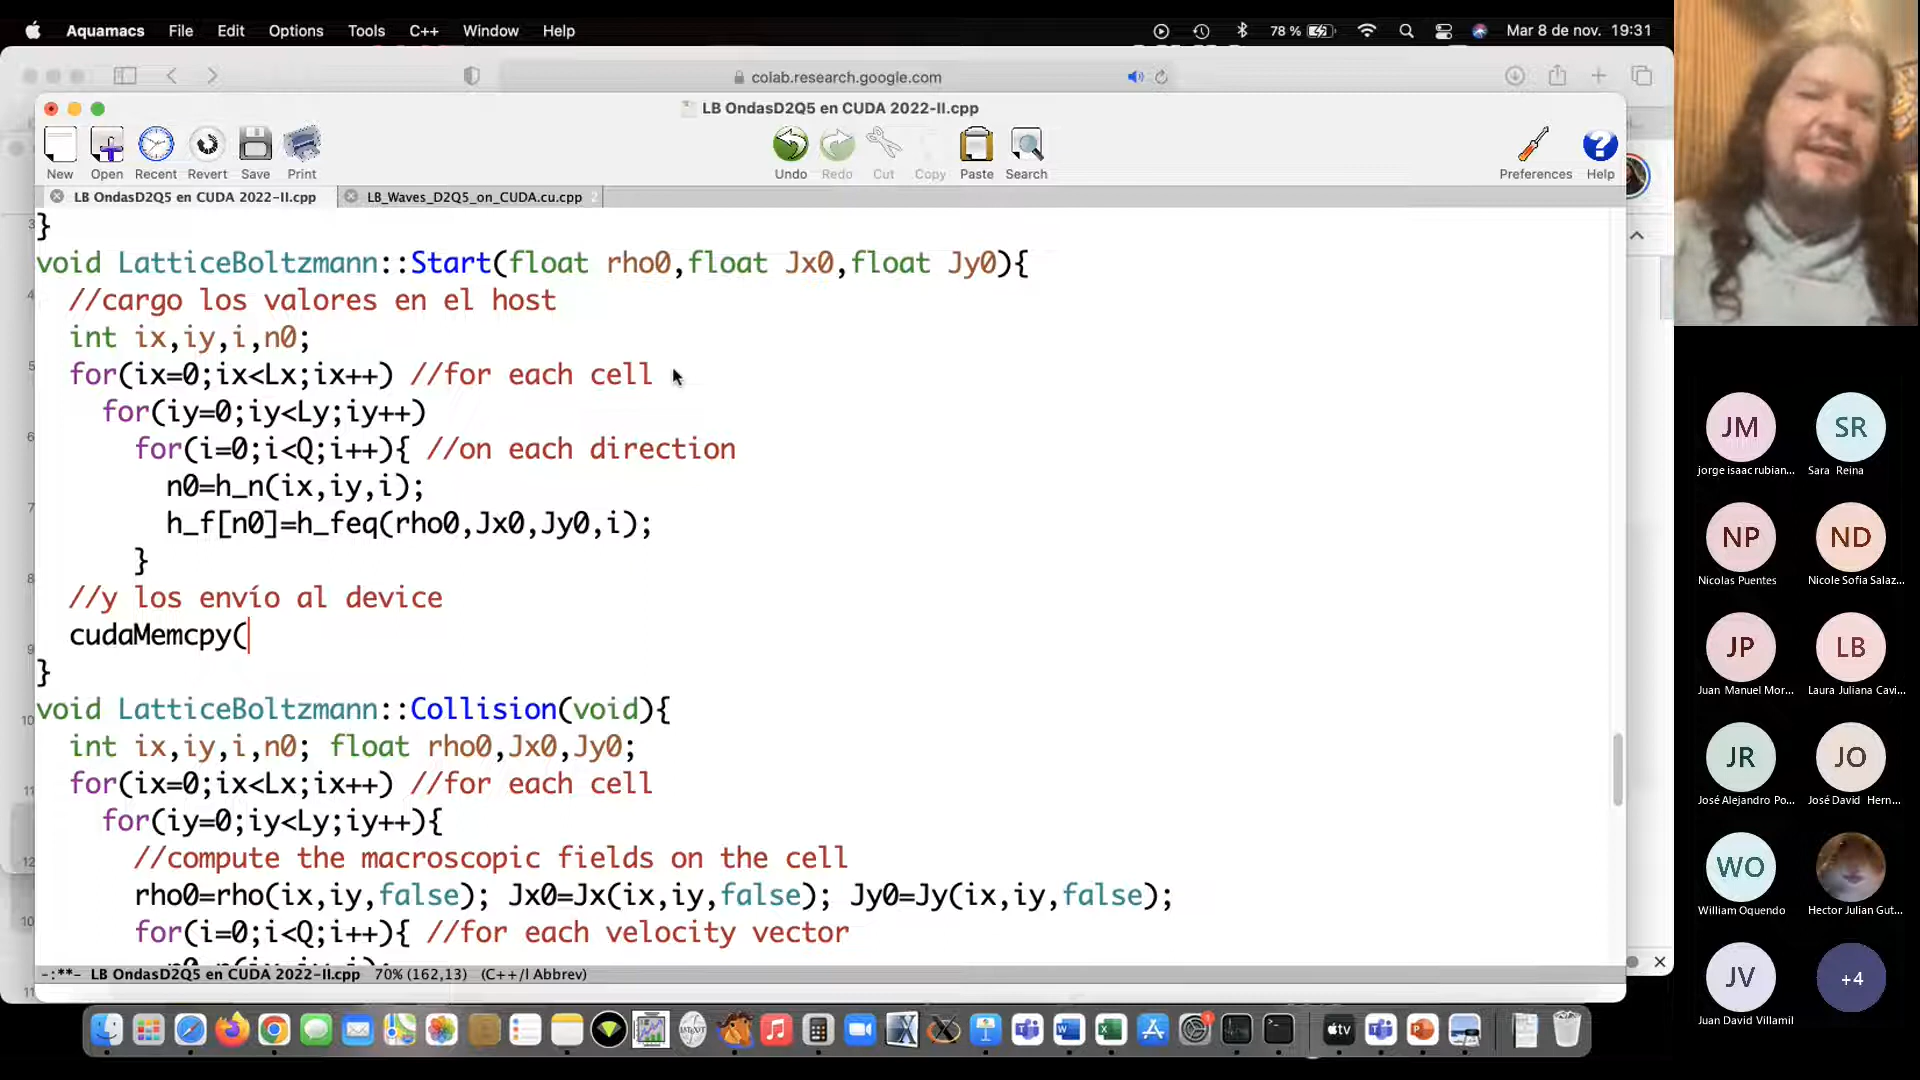 Aquamacs File Edit Options Tools C++ Window Help 78 % Mar 8 de nov. 19:31
colab.research.google.com
LB OndasD2Q5 en CUDA 2022-II.cpp
New Open Recent Revert Save Print Undo Redo Cut Copy Paste Search Preferences Help
LB OndasD2Q5 en CUDA 2022-II.cpp LB_Waves_D2Q5_on_CUDA.cu.cpp 2
}
void LatticeBoltzmann::Start(float rho0,float Jx0,float Jy0){
//cargo los valores en el host
int ix,iy,i,n0;
for(ix=0;ix<Lx;ix++) //for each cell
for(iy=0;iy<Ly;iy++)
for(i=0;i<Q;i++){ //on each direction
n0=h_n(ix,iy,i);
h_f[n0]=h_feq(rho0,Jx0,Jy0,i);
}
//y los envío al device
cudaMemcpy(
}
void LatticeBoltzmann::Collision(void){
int ix,iy,i,n0; float rho0,Jx0,Jy0;
for(ix=0;ix<Lx;ix++) //for each cell
for(iy=0;iy<Ly;iy++){
//compute the macroscopic fields on the cell
rho0=rho(ix,iy,false); Jx0=Jx(ix,iy,false); Jy0=Jy(ix,iy,false);
for(i=0;i<Q;i++){ //for each velocity vector
-:**- LB OndasD2Q5 en CUDA 2022-II.cpp 70% (162,13) (C++/l Abbrev)
JM SR
jorge isaac rubian... Sara Reina
NP ND
Nicolas Puentes Nicole Sofia Salaz...
JP LB
Juan Manuel Mor... Laura Juliana Cavi...
JR JO
José Alejandro Po... José David Hern...
WO
William Oquendo Hector Julian Gut...
JV +4
Juan David Villamil
tv